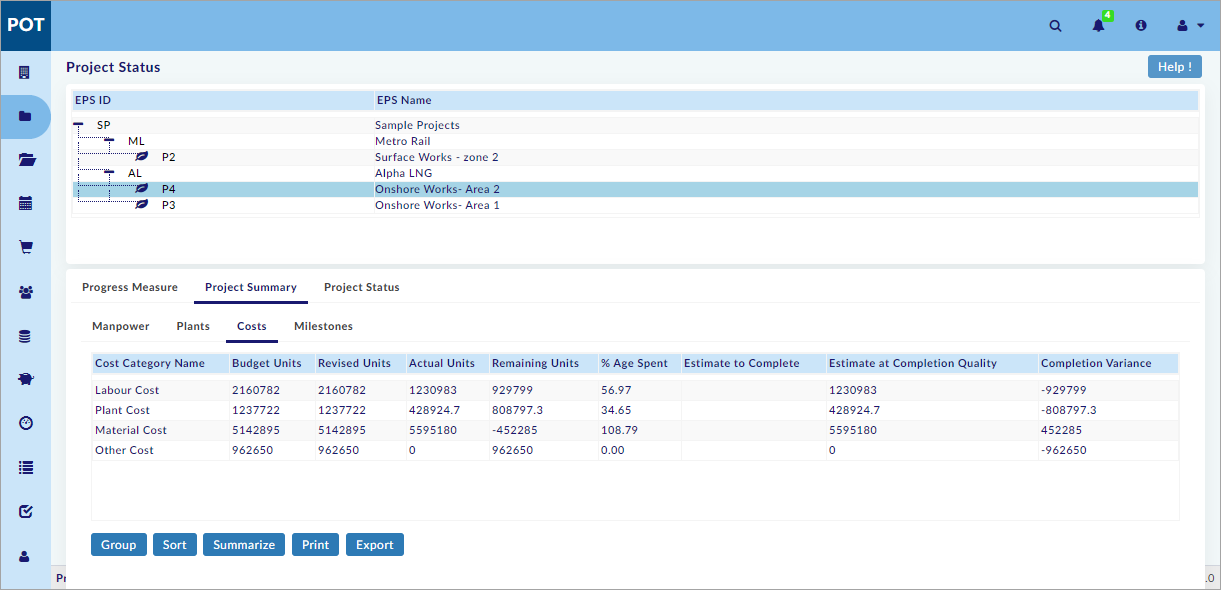 POT
4
Project Status
Help !
EPS ID EPS Name
SP Sample Projects
ML Metro Rail
P2 Surface Works - zone 2
AL Alpha LNG
P4 Onshore Works- Area 2
P3 Onshore Works- Area 1
Progress Measure Project Summary Project Status
Manpower Plants Costs Milestones
Cost Category Name Budget Units Revised Units Actual Units Remaining Units % Age Spent Estimate to Complete Estimate at Completion Quality Completion Variance
Labour Cost 2160782 2160782 1230983 929799 56.97 1230983 -929799
Plant Cost 1237722 1237722 428924.7 808797.3 34.65 428924.7 -808797.3
Material Cost 5142895 5142895 5595180 -452285 108.79 5595180 452285
Other Cost 962650 962650 0 962650 0.00 0 -962650
Group Sort Summarize Print Export
.0